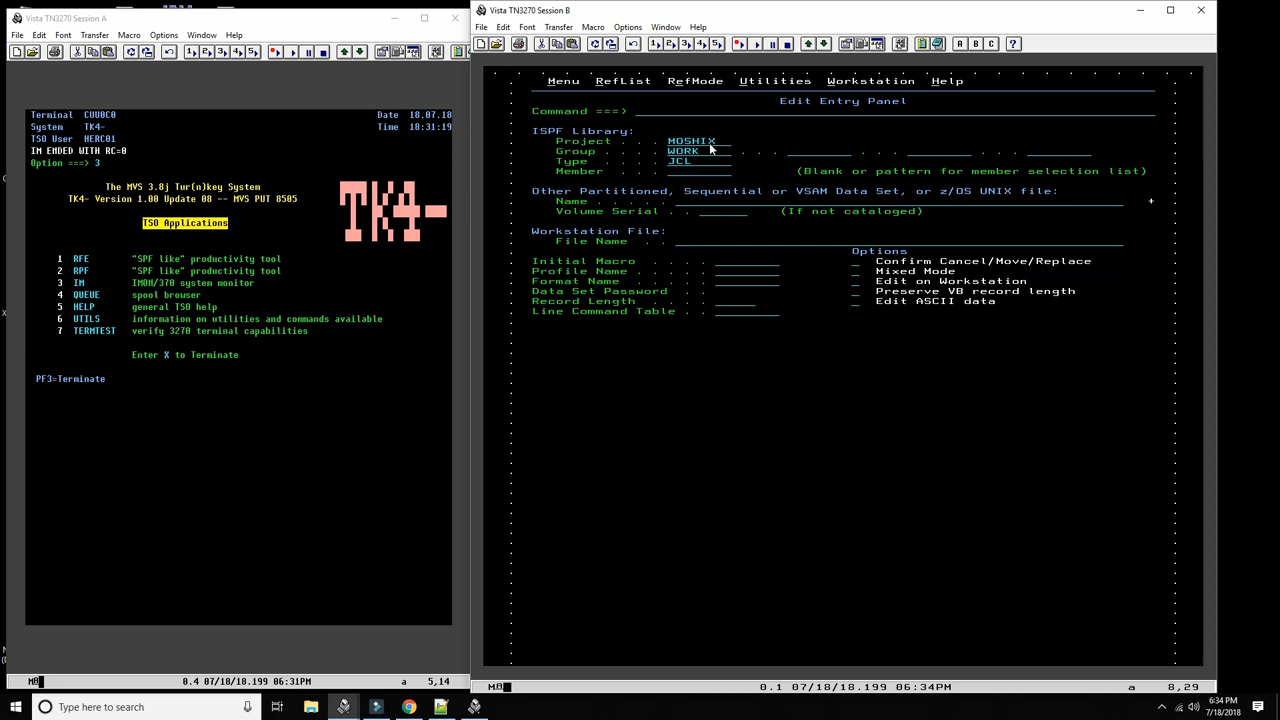 Vista TN3270 Session A
File Edit Font Transfer Macro Options Window Help
Terminal CUU0C0 Date 18.07.18
System TK4- Time 18:31:19
TSO User HERC01
IM ENDED WITH RC=0
Option ===> 3
The MVS 3.8j Tur(n)key System
TK4- Version 1.00 Update 08 -- MVS PUT 8505
TK4-
TSO Applications
1 RFE "SPF like" productivity tool
2 RPF "SPF like" productivity tool
3 IM IMON/370 system monitor
4 QUEUE spool browser
5 HELP general TSO help
6 UTILS information on utilities and commands available
7 TERMTEST verify 3270 terminal capabilities
Enter X to Terminate
PF3=Terminate
0.4 07/18/18.199 06:31PM a 5,14
Vista TN3270 Session B
File Edit Font Transfer Macro Options Window Help
A B C
Menu RefList RefMode Utilities Workstation Help
Edit Entry Panel
Command ===>
ISPF Library:
Project . . . MOSHIX
Group . . . . WORK . . . . . . . . .
Type . . . . JCL
Member . . . (Blank or pattern for member selection list)
Other Partitioned, Sequential or VSAM Data Set, or z/OS UNIX file:
Name . . . . . +
Volume Serial . . (If not cataloged)
Workstation File:
File Name . .
Options
Initial Macro . . . . Confirm Cancel/Move/Replace
Profile Name . . . . . Mixed Mode
Format Name . . . . . Edit on Workstation
Data Set Password . . Preserve VB record length
Record Length . . . . Edit ASCII data
Line Command Table . .
0.1 07/18/18.199 06:34PM a 8,29
Type here to search
6:34 PM
7/18/2018